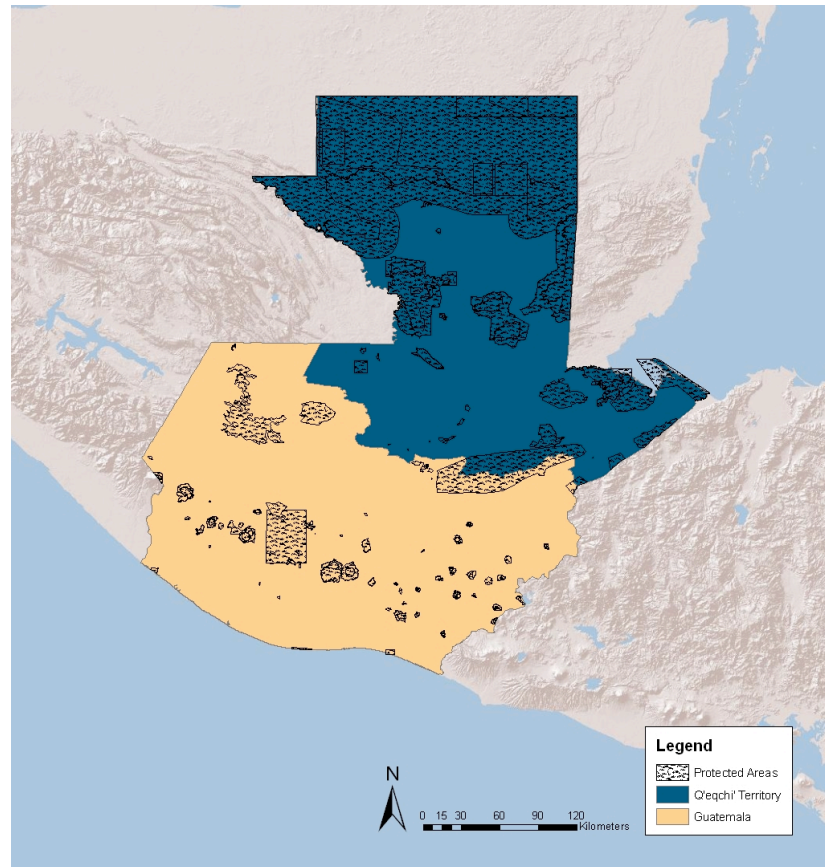 Legend
Protected Areas
Q'eqchi' Territory
Guatemala
N
0 15 30 60 90 120
Kilometers